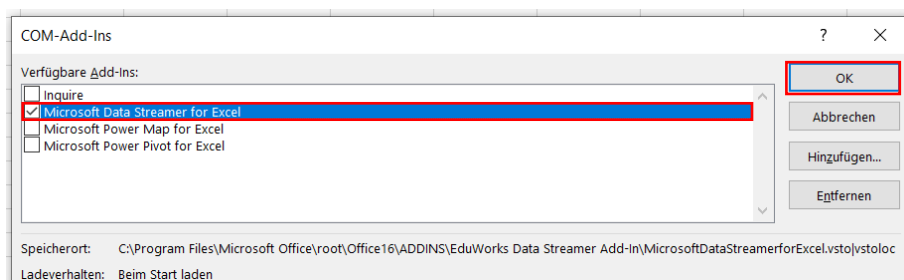 COM-Add-Ins ?
Verfügbare Add-Ins:
Inquire
Microsoft Data Streamer for Excel
Microsoft Power Map for Excel
Microsoft Power Pivot for Excel
OK
Abbrechen
Hinzufügen...
Entfernen
Speicherort: C:\Program Files\Microsoft Office\root\Office16\ADDINS\EduWorks Data Streamer Add-In\MicrosoftDataStreamerforExcel.vsto|vstoloc
Ladeverhalten: Beim Start laden